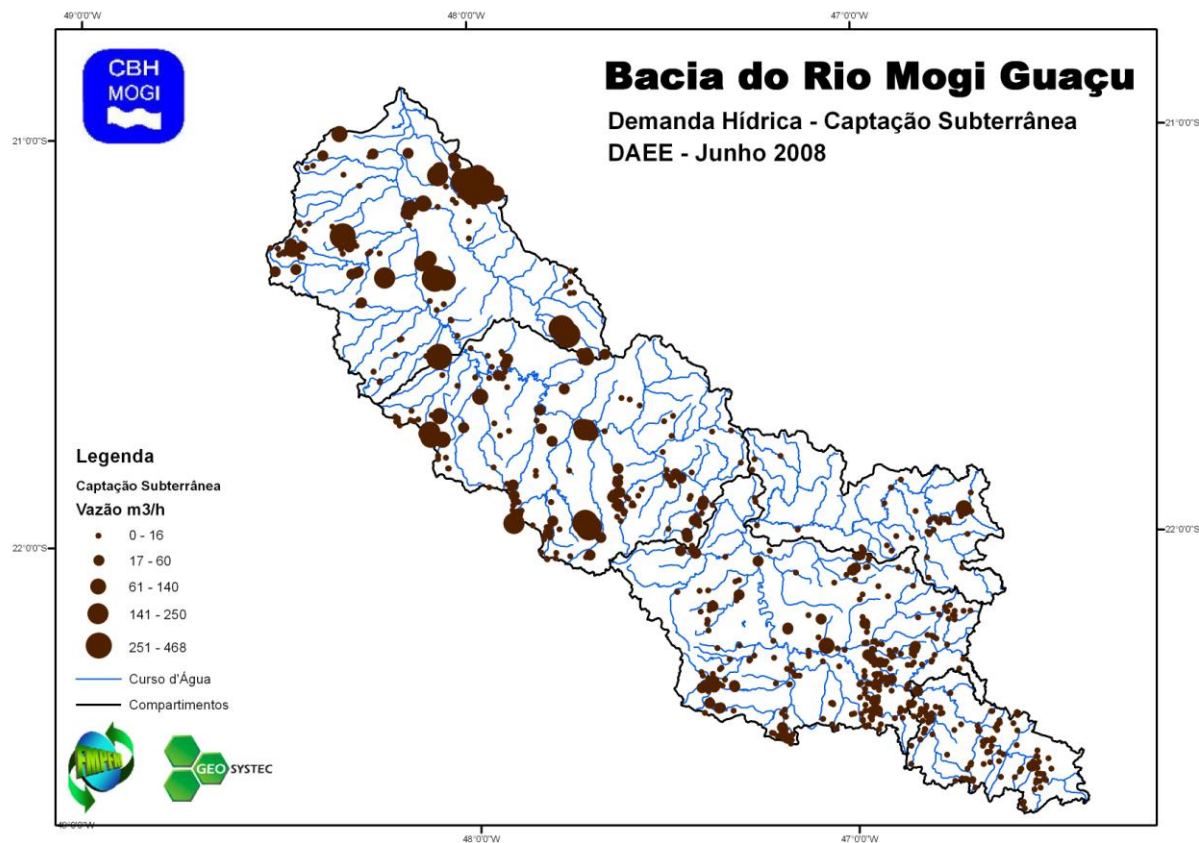 49°0'0"W
48°0'0"W
47°0'0"W
CBH
MOGI
Bacia do Rio Mogi Guaçu
Demanda Hídrica - Captação Subterrânea
DAEE - Junho 2008
21°0'0"S
21°0'0"S
Legenda
Captação Subterrânea
Vazão m3/h
0 - 16
17 - 60
61 - 140
141 - 250
251 - 468
Curso d'Água
Compartimentos
22°0'0"S
22°0'0"S
FMPFM
GEO SYSTEC
48°0'0"W
47°0'0"W